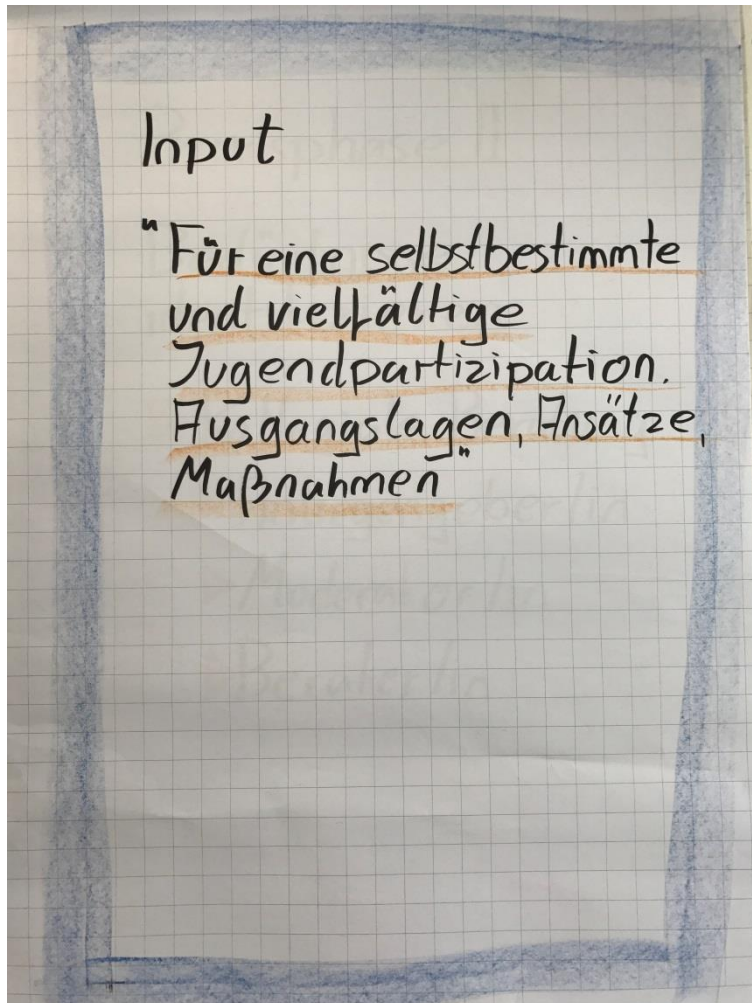 Input
"Für eine selbstbestimmte
und vielfältige
Jugendpartizipation.
Ausgangslagen, Ansätze,
Maßnahmen"